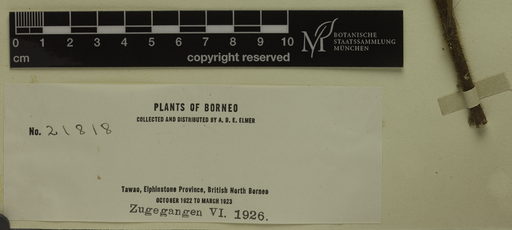 0 1 2 3 4 5 6 7 8 9 10
cm
copyright reserved
BOTANISCHE
STAATSSAMMLUNG
MÜNCHEN
PLANTS OF BORNEO
COLLECTED AND DISTRIBUTED BY A. D. E. ELMER
No. 21818
Tawao, Elphinstone Province, British North Borneo
OCTOBER 1922 TO MARCH 1923
Zugegangen VI. 1926.